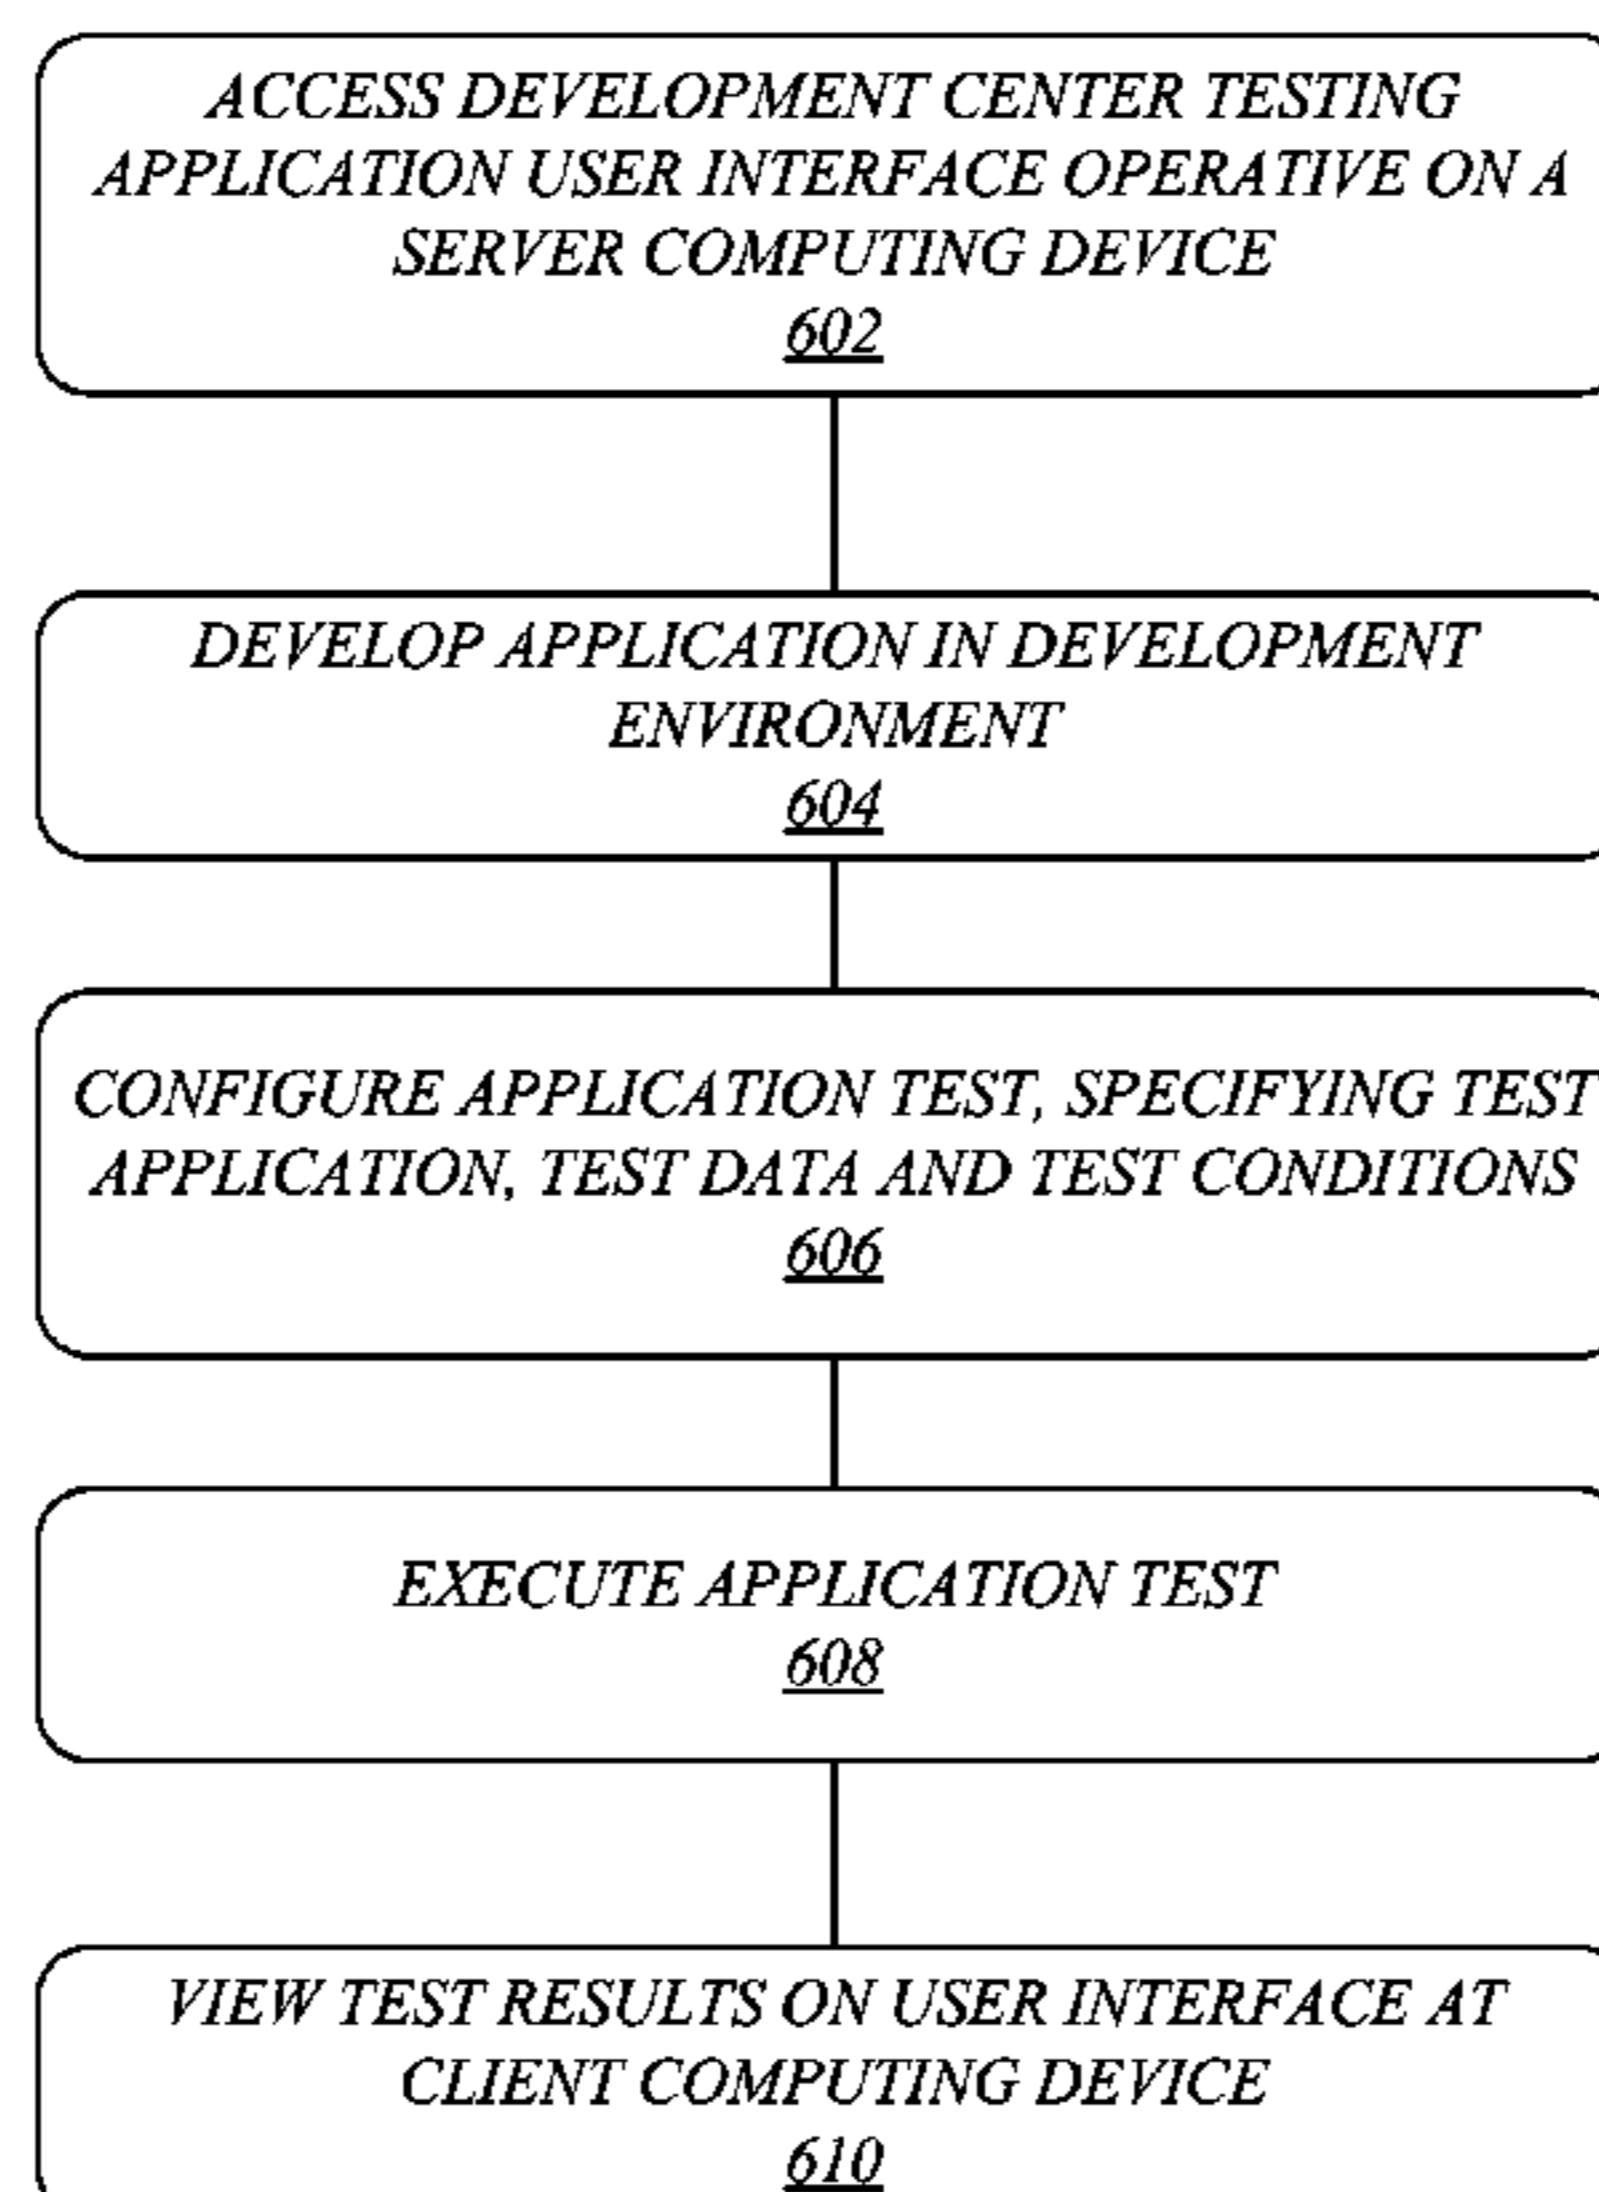 ACCESS DEVELOPMENT CENTER TESTING
APPLICATION USER INTERFACE OPERATIVE ON A
SERVER COMPUTING DEVICE
602
DEVELOP APPLICATION IN DEVELOPMENT
ENVIRONMENT
604
CONFIGURE APPLICATION TEST, SPECIFYING TEST
APPLICATION, TEST DATA AND TEST CONDITIONS
606
EXECUTE APPLICATION TEST
608
VIEW TEST RESULTS ON USER INTERFACE AT
CLIENT COMPUTING DEVICE
610